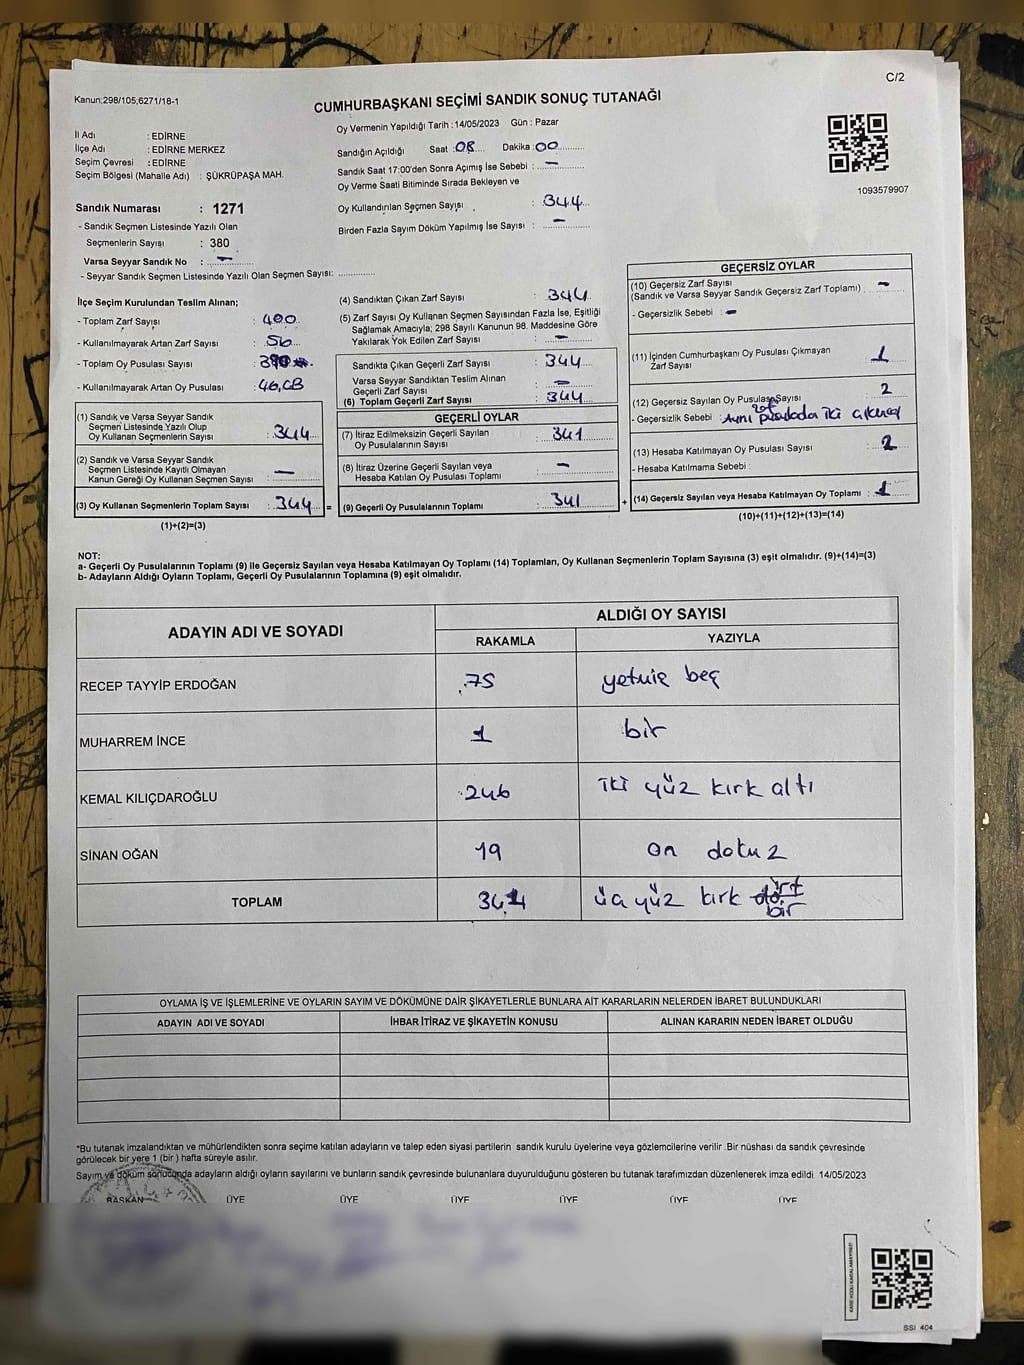 C/2
Kanun;298/105;6271/18-1
CUMHURBAŞKANI SEÇİMİ SANDIK SONUÇ TUTANAĞI
İl Adı : EDİRNE
İlçe Adı : EDİRNE MERKEZ
Seçim Çevresi : EDİRNE
Seçim Bölgesi (Mahalle Adı) : ŞÜKRÜPAŞA MAH.
Oy Vermenin Yapıldığı Tarih :14/05/2023 Gün : Pazar
Sandığın Açıldığı Saat :08 Dakika :00
Sandık Saat 17:00'den Sonra Açımış İse Sebebi : –
Oy Verme Saati Bitiminde Sırada Bekleyen ve
Oy Kullandırılan Seçmen Sayısı : 344
Birden Fazla Sayım Döküm Yapılmış İse Sayısı : –
1093579907
Sandık Numarası : 1271
- Sandık Seçmen Listesinde Yazılı Olan
Seçmenlerin Sayısı : 380
Varsa Seyyar Sandık No : –
- Seyyar Sandık Seçmen Listesinde Yazılı Olan Seçmen Sayısı:
İlçe Seçim Kurulundan Teslim Alınan;
- Toplam Zarf Sayısı : 400
- Kullanılmayarak Artan Zarf Sayısı : 56
- Toplam Oy Pusulası Sayısı : 390
- Kullanılmayarak Artan Oy Pusulası : 46
(1) Sandık ve Varsa Seyyar Sandık
Seçmen Listesinde Yazılı Olup
Oy Kullanan Seçmenlerin Sayısı : 344
(2) Sandık ve Varsa Seyyar Sandık
Seçmen Listesinde Kayıtlı Olmayan
Kanun Gereği Oy Kullanan Seçmen Sayısı : –
(3) Oy Kullanan Seçmenlerin Toplam Sayısı : 344 =
(1)+(2)=(3)
(4) Sandıktan Çıkan Zarf Sayısı : 344
(5) Zarf Sayısı Oy Kullanan Seçmen Sayısından Fazla İse, Eşitliği
Sağlamak Amacıyla; 298 Sayılı Kanunun 98. Maddesine Göre
Yakılarak Yok Edilen Zarf Sayısı : –
Sandıkta Çıkan Geçerli Zarf Sayısı : 344
Varsa Seyyar Sandıktan Teslim Alınan
Geçerli Zarf Sayısı : –
(6) Toplam Geçerli Zarf Sayısı : 344
GEÇERLİ OYLAR
(7) İtiraz Edilmeksizin Geçerli Sayılan
Oy Pusulalarının Sayısı : 341
(8) İtiraz Üzerine Geçerli Sayılan veya
Hesaba Katılan Oy Pusulası Toplamı : –
(9) Geçerli Oy Pusulalarının Toplamı : 341 +
GEÇERSİZ OYLAR
(10) Geçersiz Zarf Sayısı : –
(Sandık ve Varsa Seyyar Sandık Geçersiz Zarf Toplamı)
- Geçersizlik Sebebi : –
(11) İçinden Cumhurbaşkanı Oy Pusulası Çıkmayan
Zarf Sayısı : 1
(12) Geçersiz Sayılan Oy Pusulası Sayısı : 2
- Geçersizlik Sebebi : Aynı pusulada iki
(13) Hesaba Katılmayan Oy Pusulası Sayısı : 2
- Hesaba Katılmama Sebebi :
(14) Geçersiz Sayılan veya Hesaba Katılmayan Oy Toplamı : 1
(10)+(11)+(12)+(13)=(14)
NOT:
a- Geçerli Oy Pusulalarının Toplamı (9) ile Geçersiz Sayılan veya Hesaba Katılmayan Oy Toplamı (14) Toplamları, Oy Kullanan Seçmenlerin Toplam Sayısına (3) eşit olmalıdır. (9)+(14)=(3)
b- Adayların Aldığı Oyların Toplamı, Geçerli Oy Pusulalarının Toplamına (9) eşit olmalıdır.
ADAYIN ADI VE SOYADI
ALDIĞI OY SAYISI
RAKAMLA YAZIYLA
RECEP TAYYİP ERDOĞAN 75 yetmiş beş
MUHARREM İNCE 1 bir
KEMAL KILIÇDAROĞLU 246 iki yüz kırk altı
SİNAN OĞAN 19 on dokuz
TOPLAM 341 üç yüz kırk bir
OYLAMA İŞ VE İŞLEMLERİNE VE OYLARIN SAYIM VE DÖKÜMÜNE DAİR ŞİKAYETLERLE BUNLARA AİT KARARLARIN NELERDEN İBARET BULUNDUKLARI
ADAYIN ADI VE SOYADI İHBAR İTİRAZ VE ŞİKAYETİN KONUSU ALINAN KARARIN NEDEN İBARET OLDUĞU
*Bu tutanak imzalandıktan ve mühürlendikten sonra seçime katılan adayların ve talep eden siyasi partilerin sandık kurulu üyelerine veya gözlemcilerine verilir. Bir nüshası da sandık çevresinde
görülecek bir yere 1 (bir ) hafta süreyle asılır.
Sayım ve döküm sonucunda adayların aldığı oyların sayılarını ve bunların sandık çevresinde bulunanlara duyurulduğunu gösteren bu tutanak tarafımızdan düzenlenerek imza edildi 14/05/2023
BAŞKAN ÜYE ÜYE ÜYE ÜYE ÜYE ÜYE
SSI 404